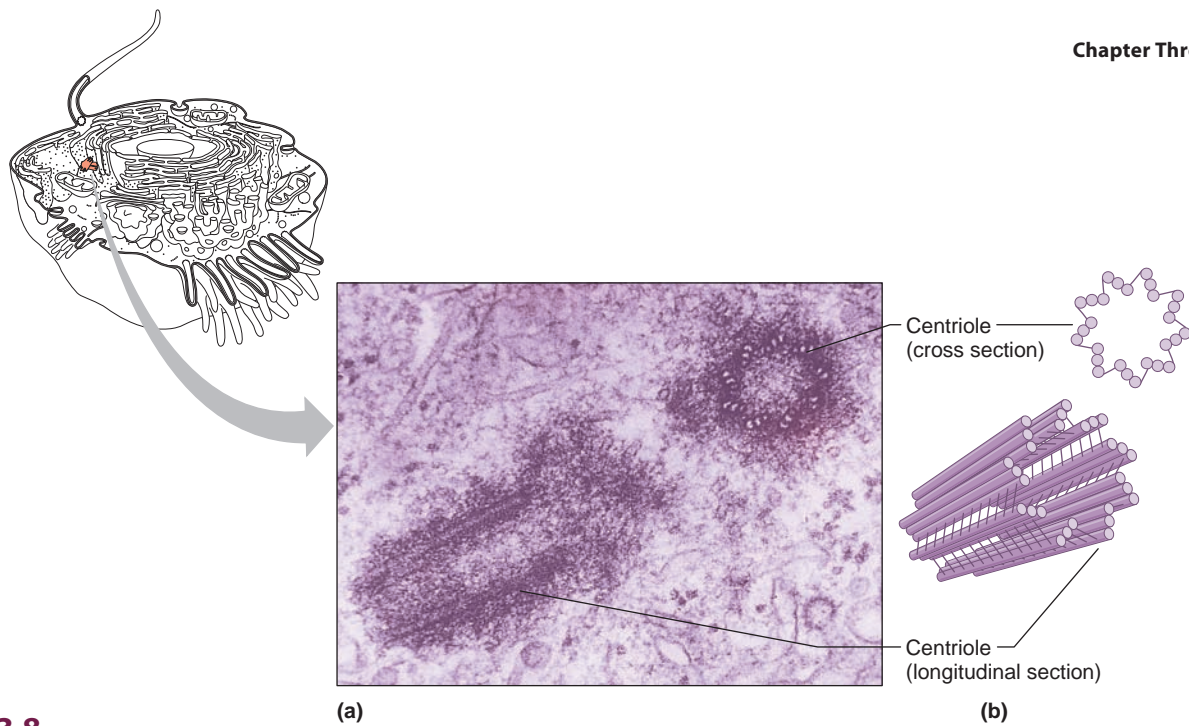 Chapter Thr
Centriole
(cross section)
Centriole
(longitudinal section)
3.8
(a)
(b)